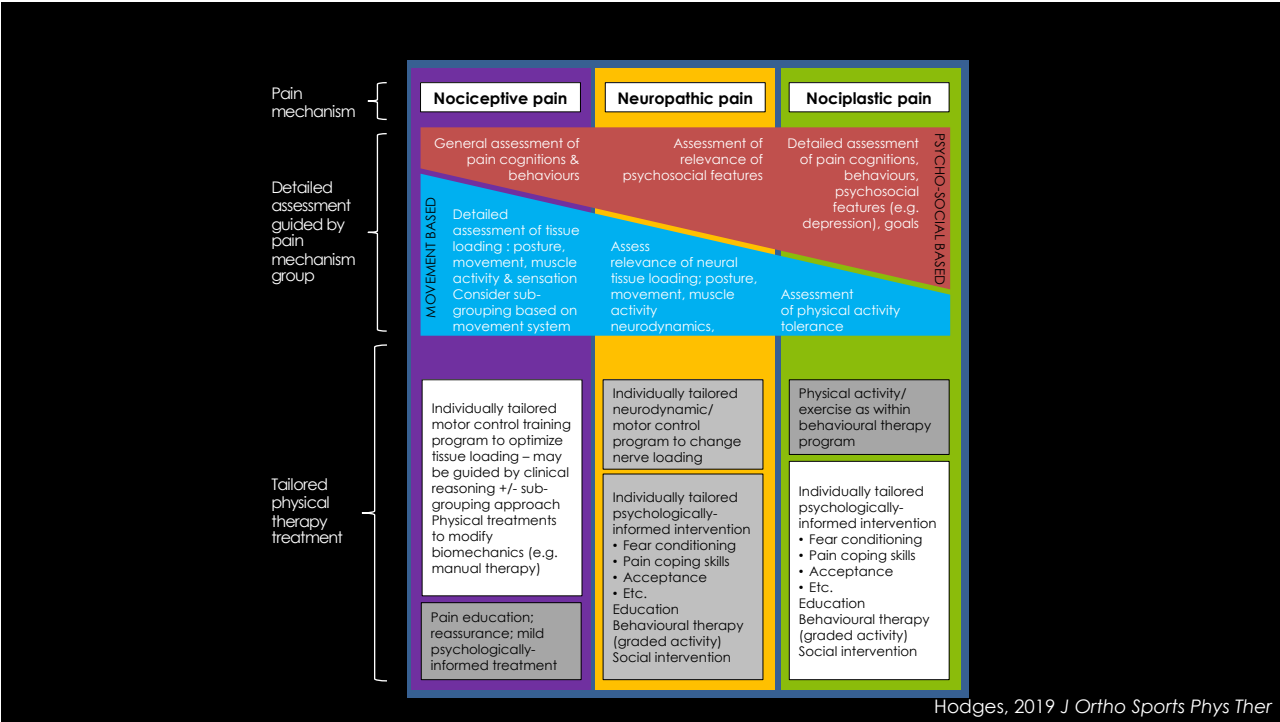 Pain
mechanism
Nociceptive pain
Neuropathic pain
Nociplastic pain
Detailed
assessment
guided by
pain
mechanism
group
General assessment of
pain cognitions &
behaviours
Assessment of
relevance of
psychosocial features
Detailed assessment
of pain cognitions,
behaviours,
psychosocial
features (e.g.
depression), goals
PSYCHO-SOCIAL BASED
MOVEMENT BASED
Detailed
assessment of tissue
loading : posture,
movement, muscle
activity & sensation
Consider sub-
grouping based on
movement system
Assess
relevance of neural
tissue loading; posture,
movement, muscle
activity
neurodynamics,
Assessment
of physical activity
tolerance
Tailored
physical
therapy
treatment
Individually tailored
motor control training
program to optimize
tissue loading – may
be guided by clinical
reasoning +/- sub-
grouping approach
Physical treatments
to modify
biomechanics (e.g.
manual therapy)
Pain education;
reassurance; mild
psychologically-
informed treatment
Individually tailored
neurodynamic/
motor control
program to change
nerve loading
Individually tailored
psychologically-
informed intervention
• Fear conditioning
• Pain coping skills
• Acceptance
• Etc.
Education
Behavioural therapy
(graded activity)
Social intervention
Physical activity/
exercise as within
behavioural therapy
program
Individually tailored
psychologically-
informed intervention
• Fear conditioning
• Pain coping skills
• Acceptance
• Etc.
Education
Behavioural therapy
(graded activity)
Social intervention
Hodges, 2019 J Ortho Sports Phys Ther